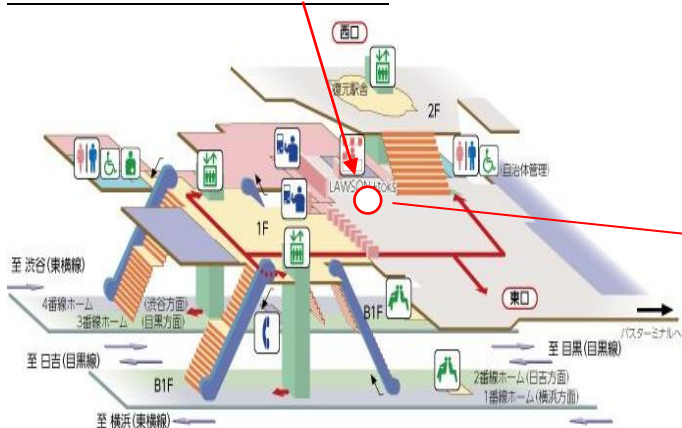 西口
復元駅舎
2F
(自治体管理)
LAWSON+toks
1F
至 渋谷(東横線)
4番線ホーム (渋谷方面)
3番線ホーム (目黒方面)
B1F
東口
バスターミナルへ
至 日吉(目黒線)
至 目黒(目黒線)
B1F
2番線ホーム(日吉方面)
1番線ホーム(横浜方面)
至 横浜(東横線)